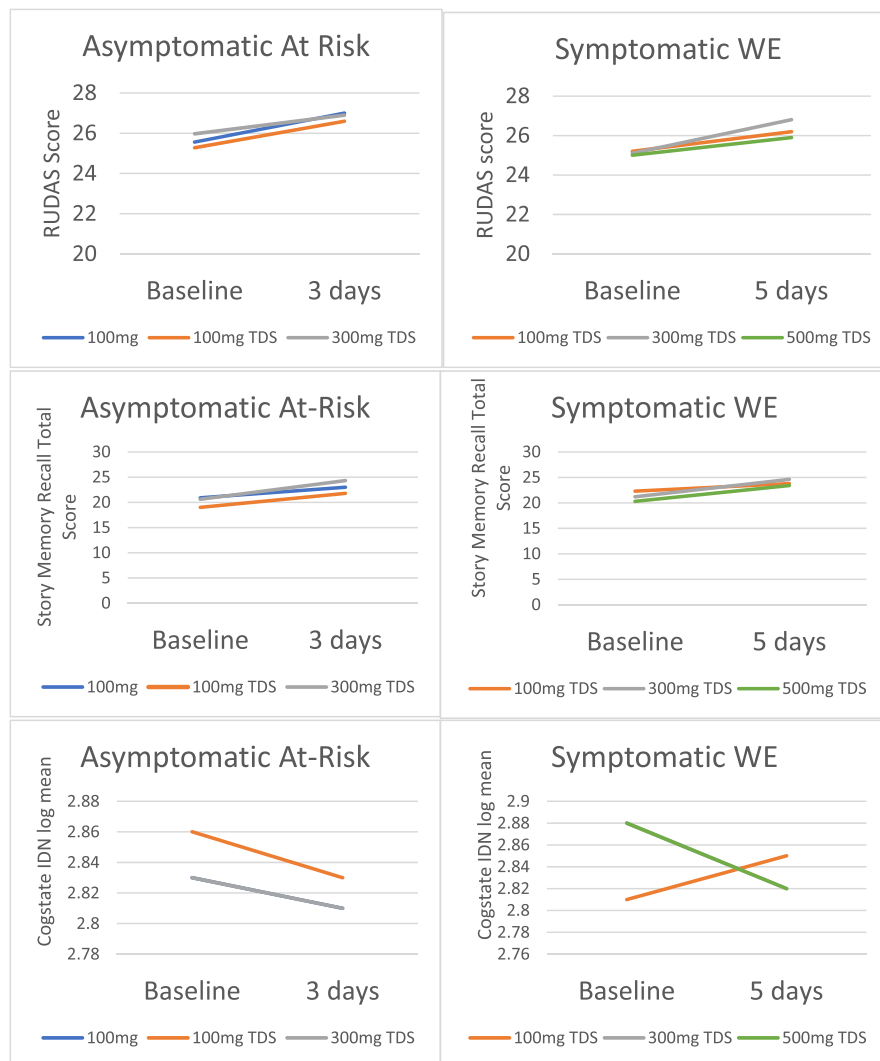 Asymptomatic At Risk
RUDAS Score
28
26
24
22
20
Baseline 3 days
100mg 100mg TDS 300mg TDS
Symptomatic WE
RUDAS score
28
26
24
22
20
Baseline 5 days
100mg TDS 300mg TDS 500mg TDS
Asymptomatic At-Risk
Story Memory Recall Total
Score
30
25
20
15
10
5
0
Baseline 3 days
100mg 100mg TDS 300mg TDS
Symptomatic WE
Story Memory Recall Total
Score
30
25
20
15
10
5
0
Baseline 5 days
100mg TDS 300mg TDS 500mg TDS
Asymptomatic At-Risk
Cogstate IDN log mean
2.88
2.86
2.84
2.82
2.8
2.78
Baseline 3 days
100mg 100mg TDS 300mg TDS
Symptomatic WE
Cogstate IDN log mean
2.9
2.88
2.86
2.84
2.82
2.8
2.78
2.76
Baseline 5 days
100mg TDS 300mg TDS 500mg TDS